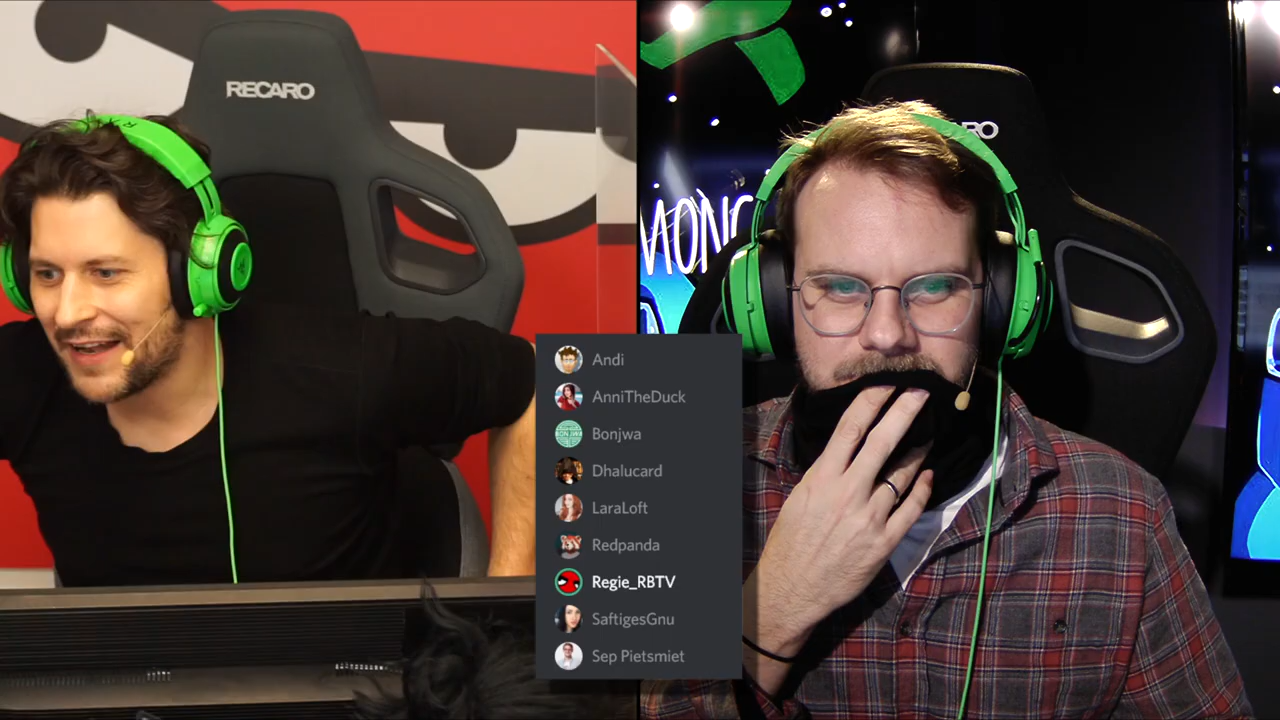 RECARO
Andi
AnniTheDuck
Bonjwa
Dhalucard
LaraLoft
Redpanda
Regie_RBTV
SaftigesGnu
Sep Pietsmiet